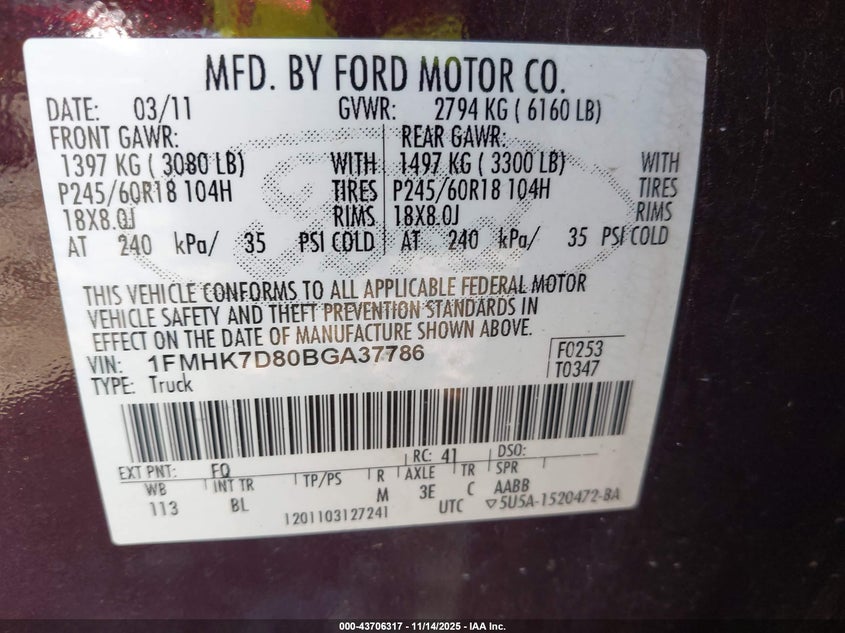 MFD. BY FORD MOTOR CO.
DATE: 03/11 GVWR: 2794 KG ( 6160 LB)
FRONT GAWR: REAR GAWR:
1397 KG ( 3080 LB) WITH 1497 KG ( 3300 LB) WITH
P245/60R18 104H TIRES P245/60R18 104H TIRES
18X8.0J RIMS 18X8.0J RIMS
AT 240 kPa/ 35 PSI COLD AT 240 kPa/ 35 PSI COLD
THIS VEHICLE CONFORMS TO ALL APPLICABLE FEDERAL MOTOR
VEHICLE SAFETY AND THEFT PREVENTION STANDARDS IN
EFFECT ON THE DATE OF MANUFACTURE SHOWN ABOVE.
VIN: 1FMHK7D80BGA37786 F0253
TYPE: Truck T0347
EXT PNT: FQ RC: 41 DSO:
WB INT TR TP/PS R AXLE TR SPR
113 BL M 3E C AABB
1201103127241 UTC ▽5U5A-1520472-BA
000-43706317 - 11/14/2025 - IAA Inc.